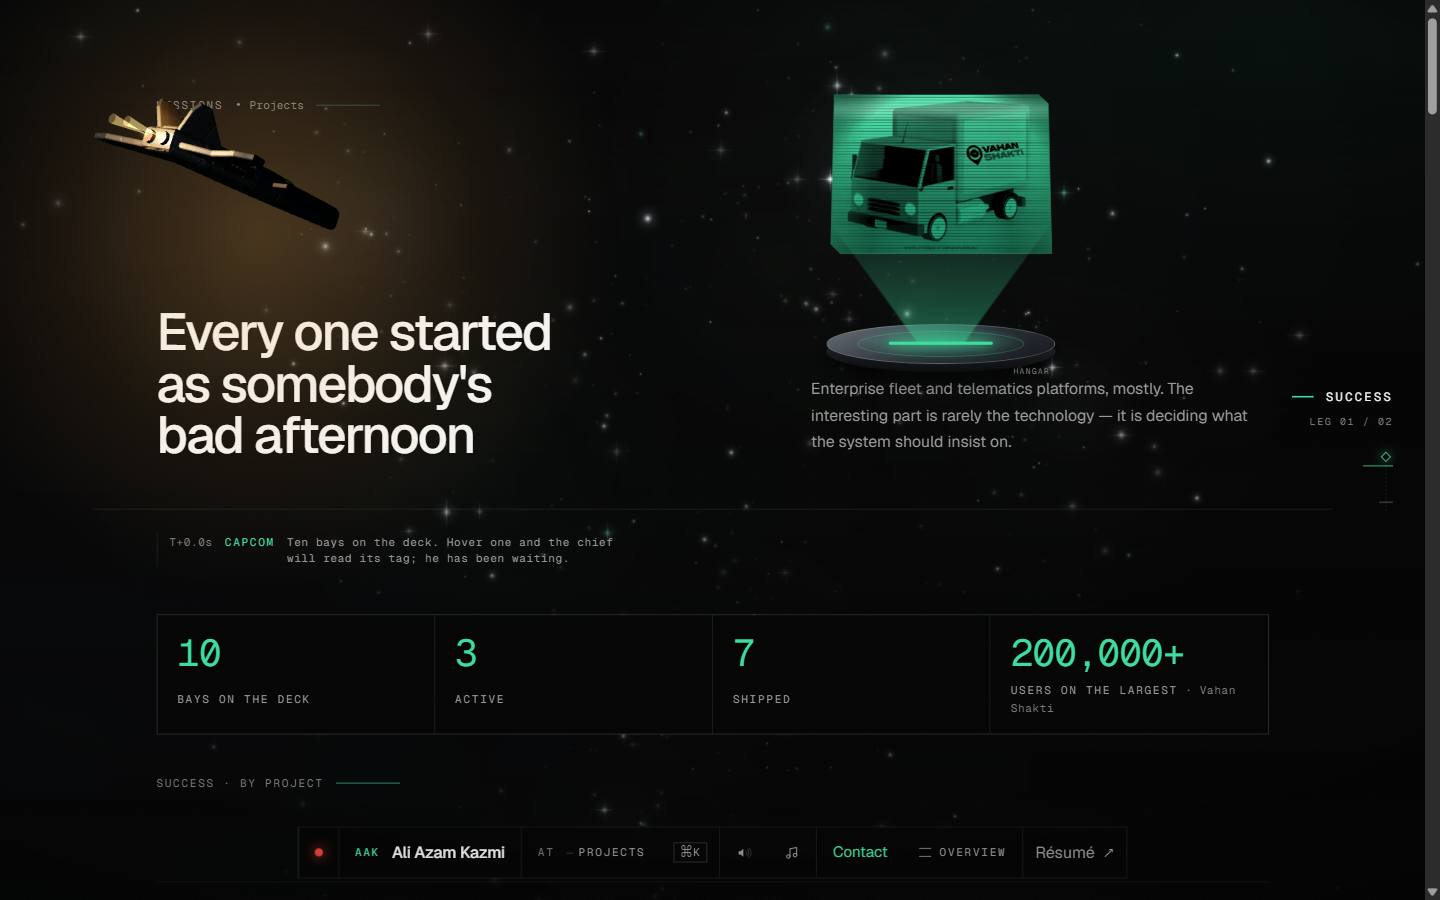 • Projects
VAHAN
SHAKTI
Every one started
as somebody's
bad afternoon
HANGAR
Enterprise fleet and telematics platforms, mostly. The
interesting part is rarely the technology — it is deciding what
the system should insist on.
SUCCESS
LEG 01 / 02
T+0.0s CAPCOM Ten bays on the deck. Hover one and the chief
will read its tag; he has been waiting.
10
BAYS ON THE DECK
3
ACTIVE
7
SHIPPED
200,000+
USERS ON THE LARGEST · Vahan
Shakti
SUCCESS · BY PROJECT
AAK Ali Azam Kazmi AT — PROJECTS ⌘K Contact OVERVIEW Résumé ↗